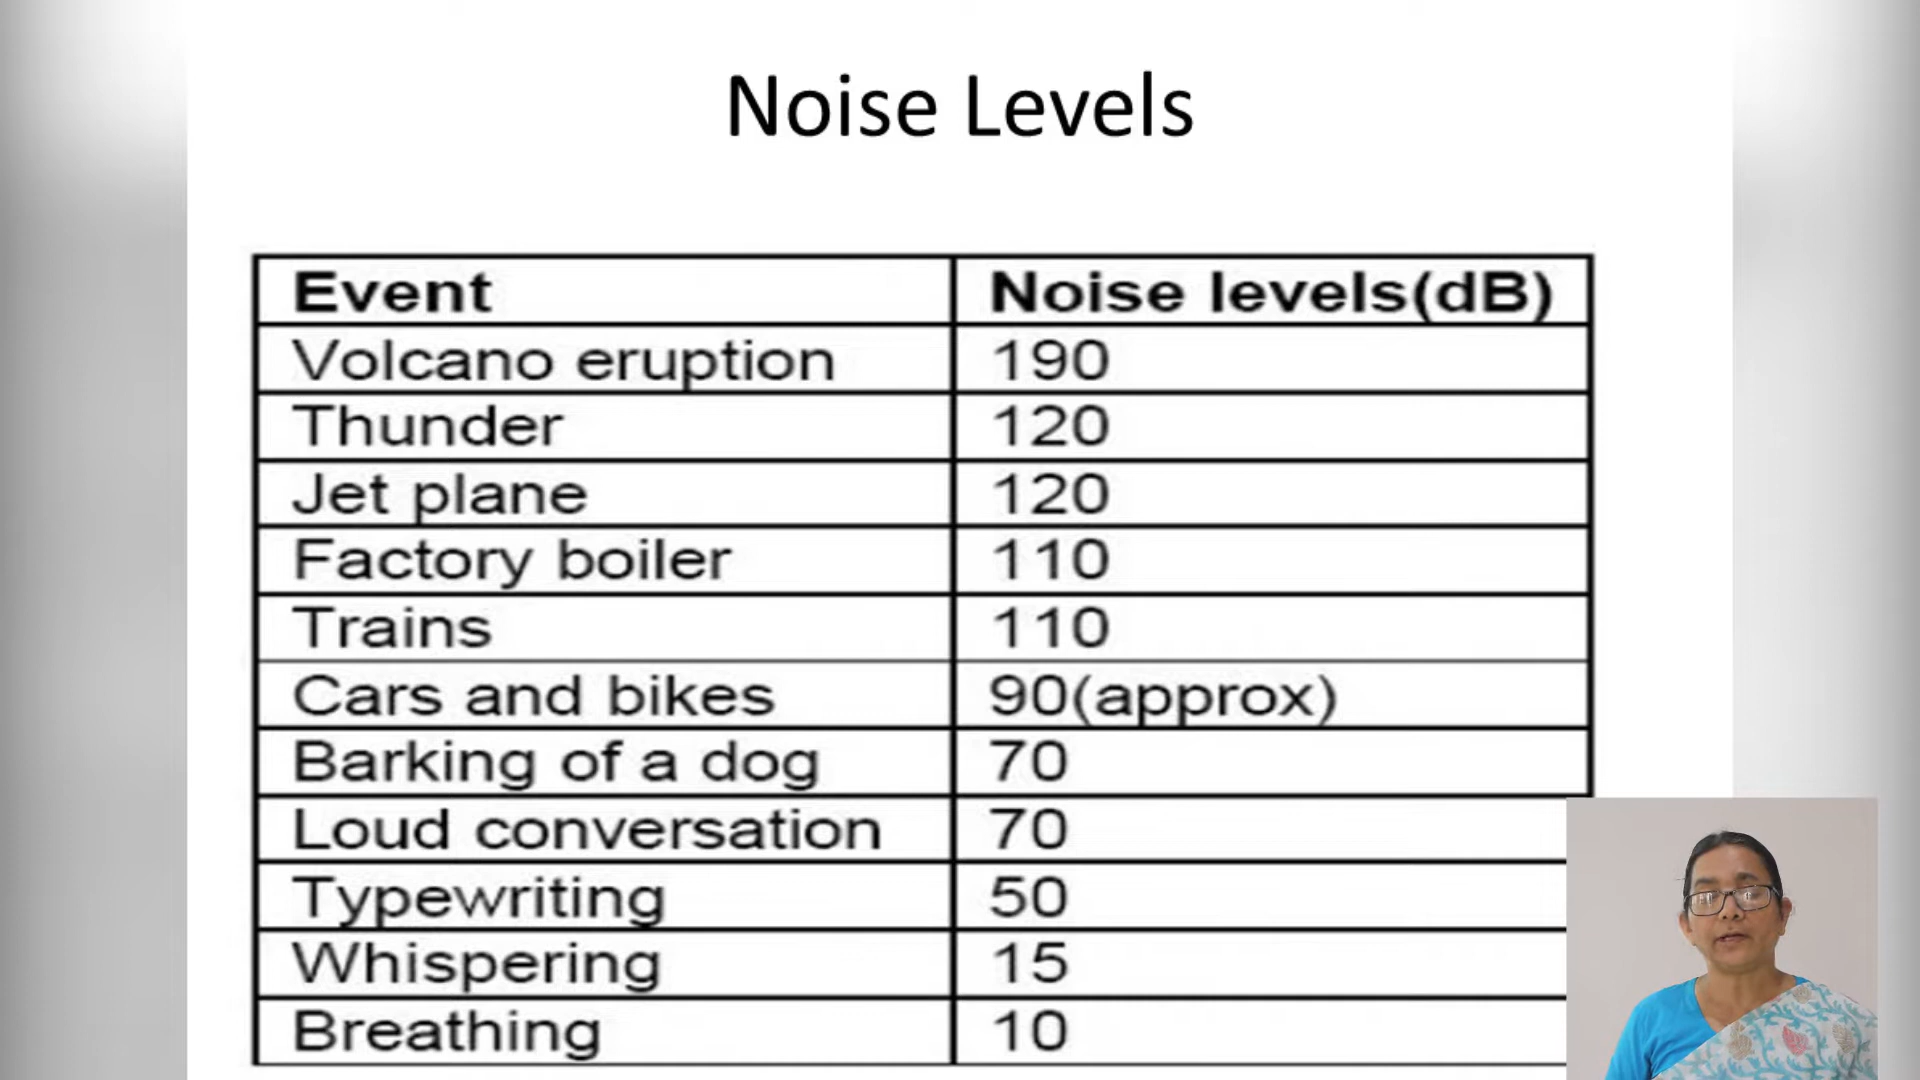 Noise Levels
Event Noise levels(dB)
Volcano eruption 190
Thunder 120
Jet plane 120
Factory boiler 110
Trains 110
Cars and bikes 90(approx)
Barking of a dog 70
Loud conversation 70
Typewriting 50
Whispering 15
Breathing 10